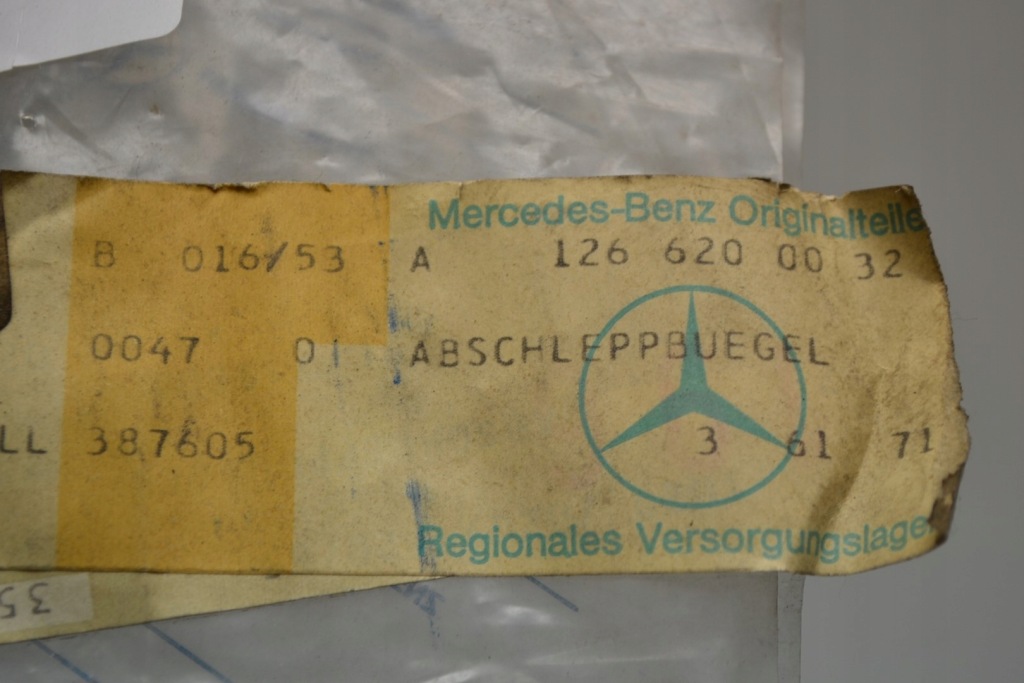 Mercedes-Benz Originalteile
B 016/53 A 126 620 00 32
0047 01 ABSCHLEPPBUEGEL
LL 387605 3 61 71
Regionales Versorgungslager
35